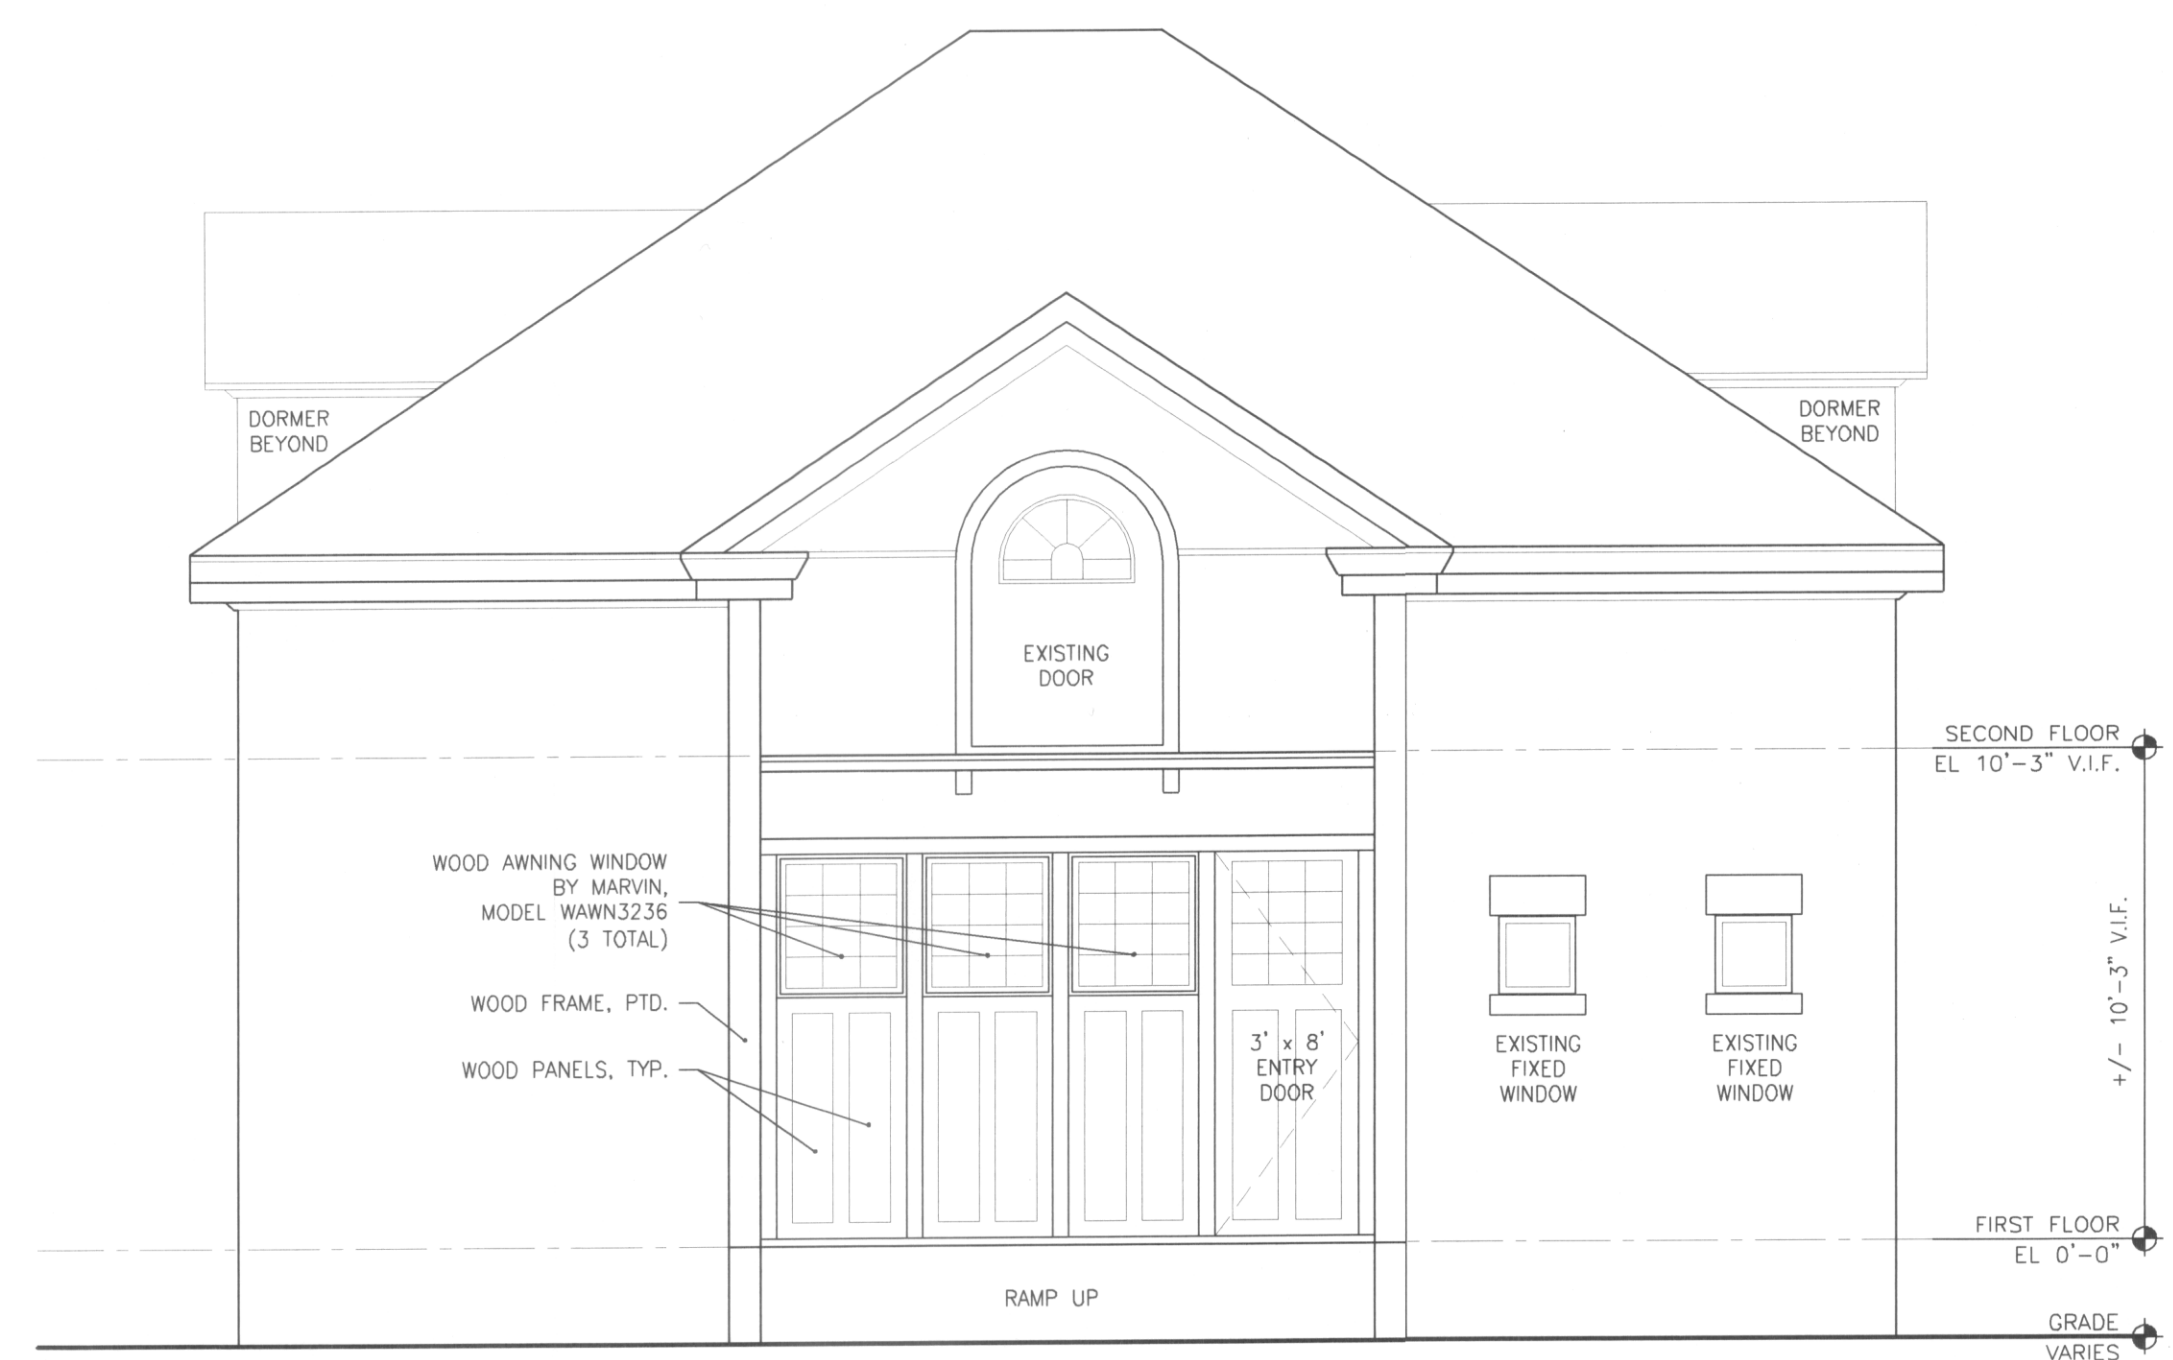 DORMER
BEYOND
DORMER
BEYOND
EXISTING
DOOR
SECOND FLOOR
EL 10'-3" V.I.F.
WOOD AWNING WINDOW
BY MARVIN,
MODEL WAWN3236
(3 TOTAL)
WOOD FRAME, PTD.
WOOD PANELS, TYP.
3' x 8'
ENTRY
DOOR
EXISTING
FIXED
WINDOW
EXISTING
FIXED
WINDOW
+/- 10'-3" V.I.F.
FIRST FLOOR
EL 0'-0"
RAMP UP
GRADE
VARIES